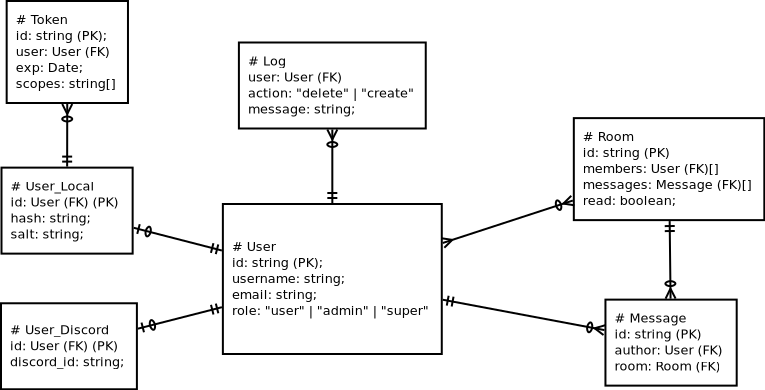 # Token
id: string (PK);
user: User (FK)
exp: Date;
scopes: string[]
# Log
user: User (FK)
action: "delete" | "create"
message: string;
# Room
id: string (PK)
members: User (FK)[]
messages: Message (FK)[]
read: boolean;
# User_Local
id: User (FK) (PK)
hash: string;
salt: string;
# User
id: string (PK);
username: string;
email: string;
role: "user" | "admin" | "super"
# User_Discord
id: User (FK) (PK)
discord_id: string;
# Message
id: string (PK)
author: User (FK)
room: Room (FK)